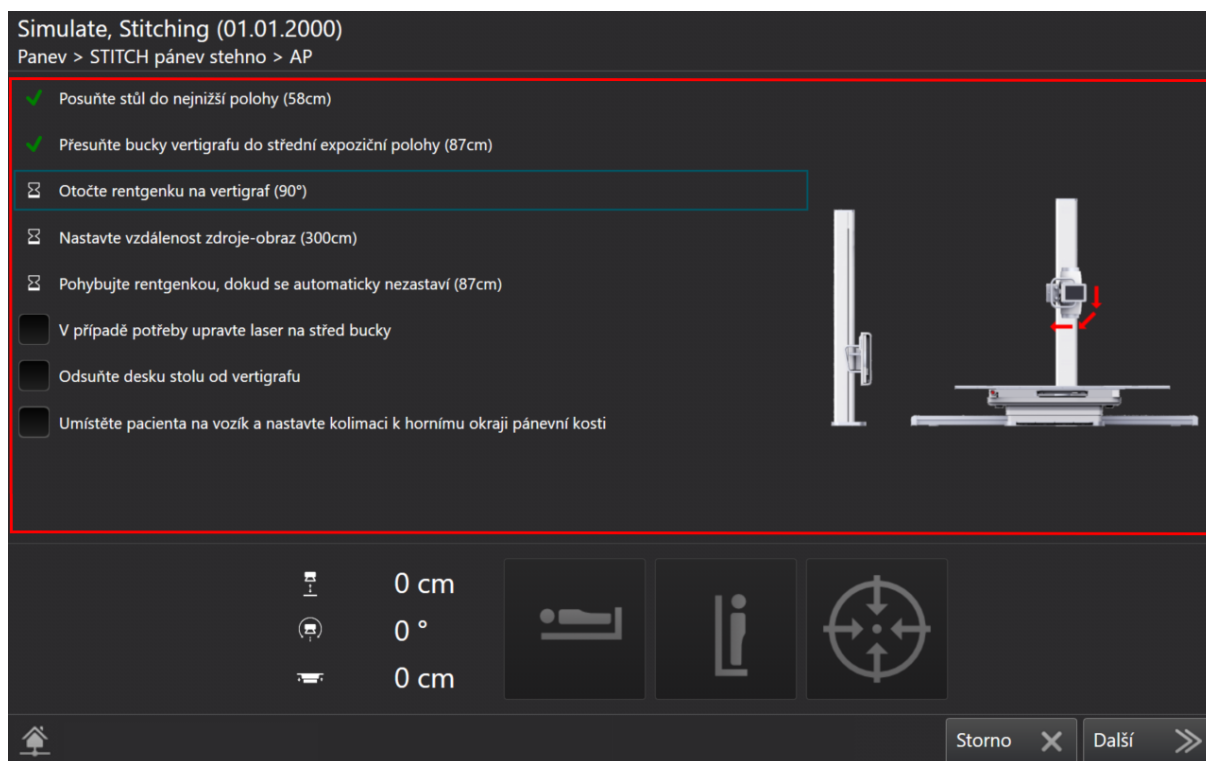 Simulate, Stitching (01.01.2000)
Panev > STITCH pánev stehno > AP
Posuňte stůl do nejnižší polohy (58cm)
Přesuňte bucky vertigrafu do střední expoziční polohy (87cm)
Otočte rentgenku na vertigraf (90°)
Nastavte vzdálenost zdroje-obraz (300cm)
Pohybujte rentgenkou, dokud se automaticky nezastaví (87cm)
V případě potřeby upravte laser na střed bucky
Odsuňte desku stolu od vertigrafu
Umístěte pacienta na vozík a nastavte kolimaci k hornímu okraji pánevní kosti
0 cm
0 °
0 cm
Storno
Další